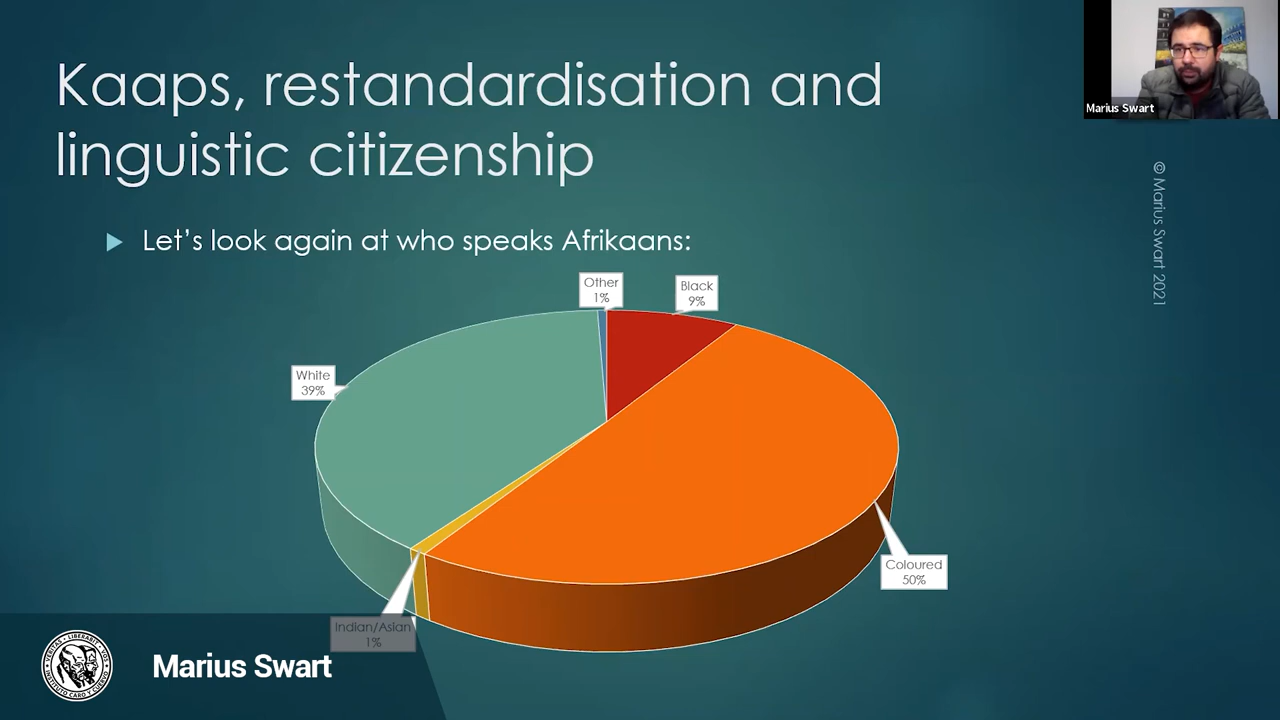 Kaaps, restandardisation and
linguistic citizenship
Marius Swart
© Marius Swart 2021
Let's look again at who speaks Afrikaans:
Other
1%
Black
9%
White
39%
Coloured
50%
Indian/Asian
1%
Marius Swart